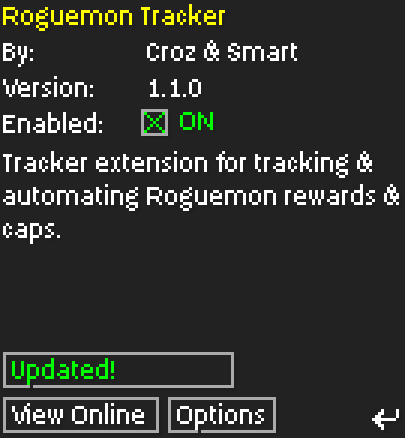 Roguemon Tracker
By: Croz & Smart
Version: 1.1.0
Enabled: ON
Tracker extension for tracking &
automating Roguemon rewards &
caps.
Updated!
View Online Options